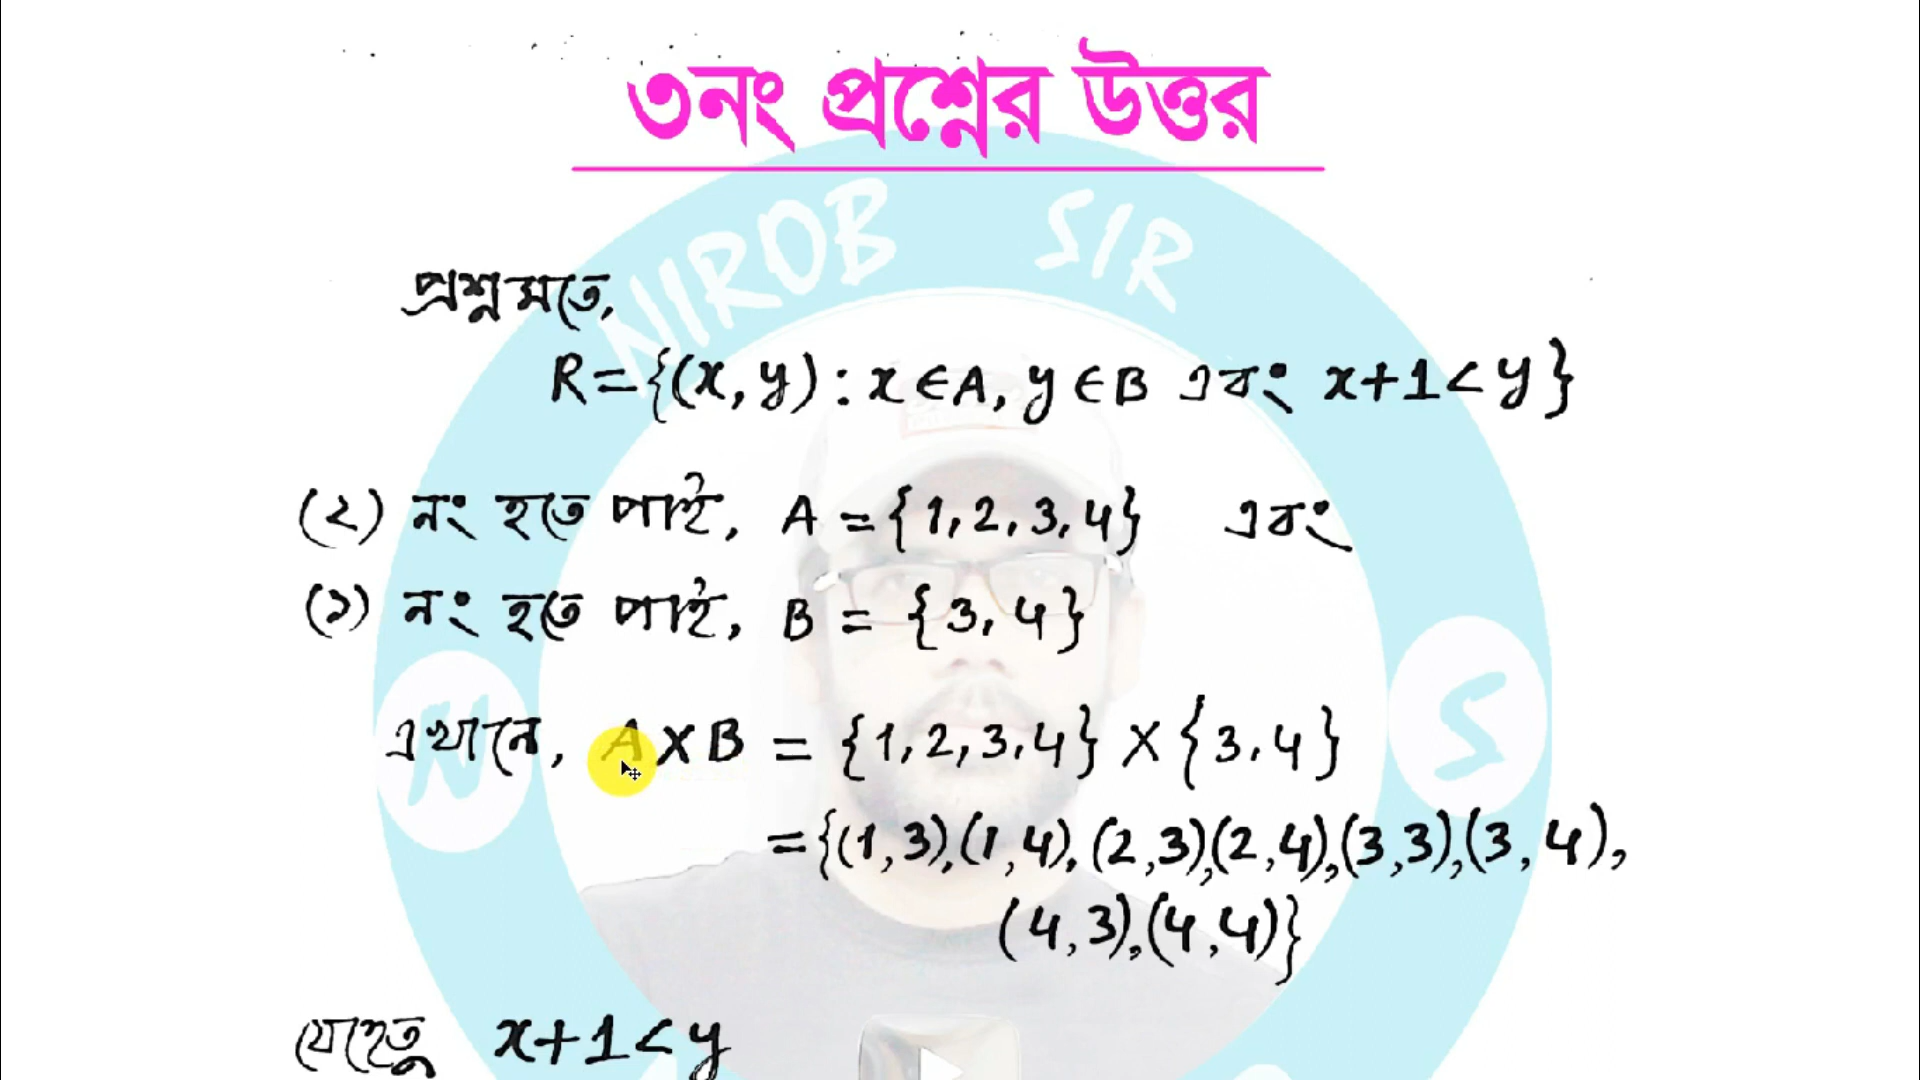 ৩নং প্রশ্নের উত্তর
NIROB SIR
প্রশ্নমতে,
R={(x, y) : x∈A, y∈B এবং x+1<y}
(২) নং হতে পাই, A = {1, 2, 3, 4} এবং
(১) নং হতে পাই, B = {3, 4}
এখানে, A×B = {1, 2, 3, 4} × {3, 4}
N S
={(1,3),(1,4),(2,3),(2,4),(3,3),(3,4),
(4,3),(4,4)}
যেহেতু x+1<y